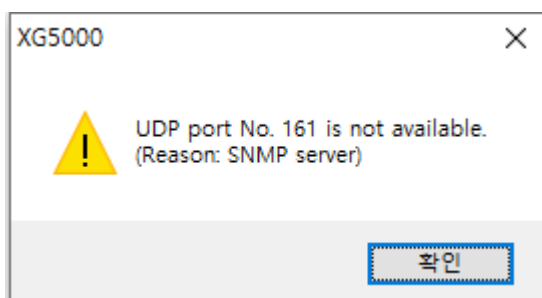 XG5000
UDP port No. 161 is not available.
(Reason: SNMP server)
확인